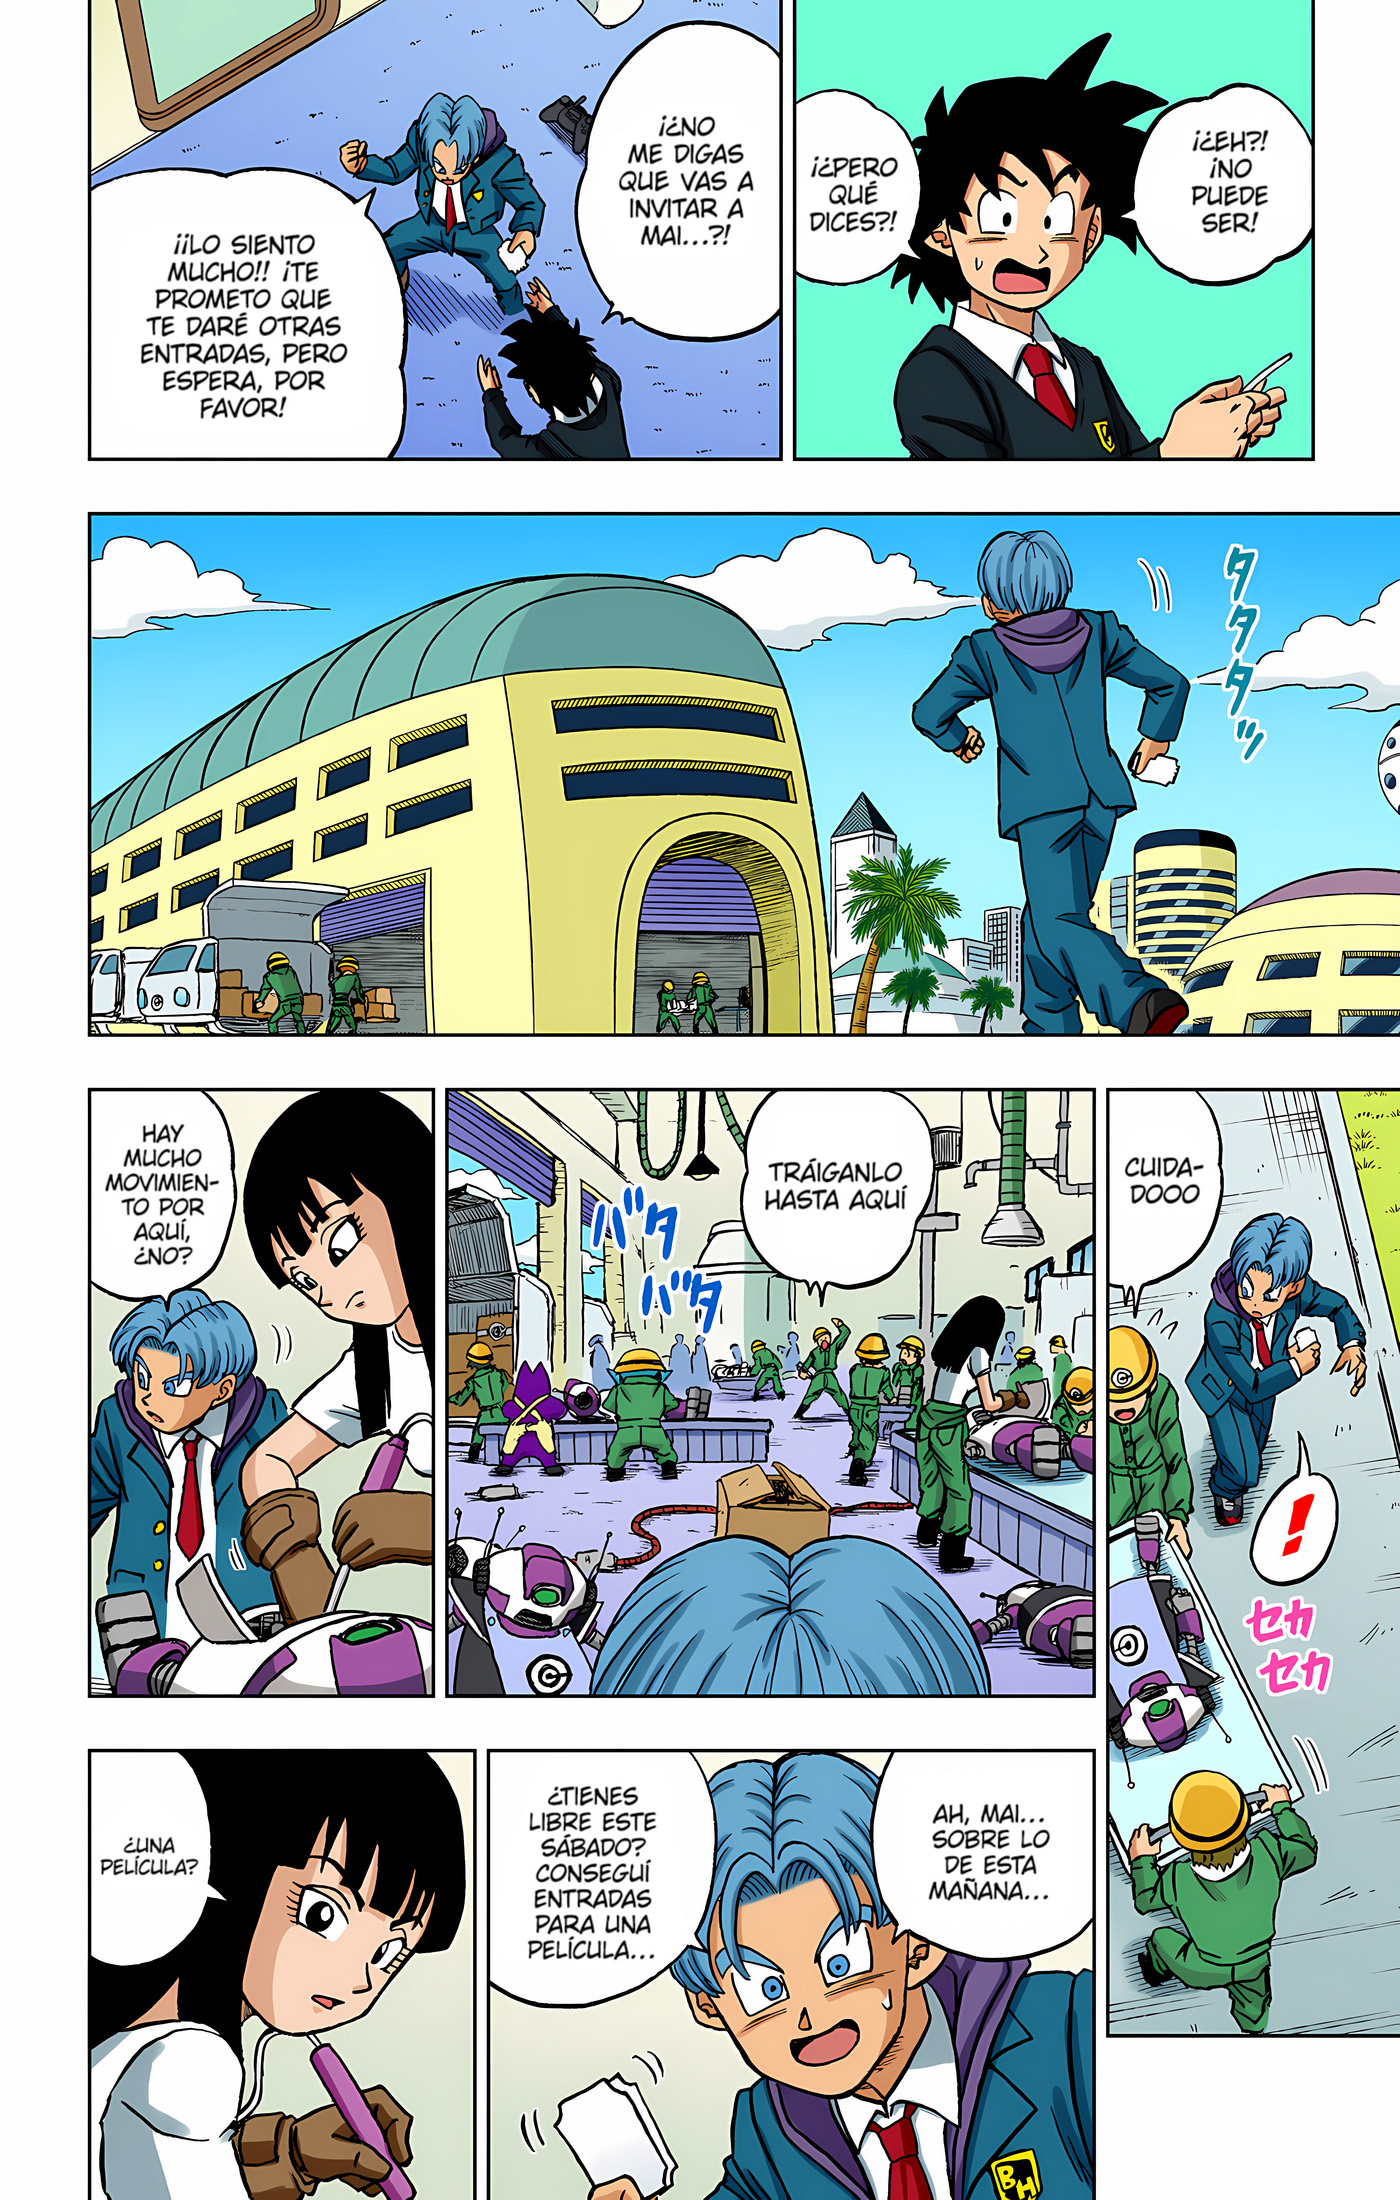 ¡¿EH?!
¡NO
PUEDE
SER!
¡¿PERO
QUÉ
DICES?!
¡¿NO
ME DIGAS
QUE VAS A
INVITAR A
MAI...?!
¡¡LO SIENTO
MUCHO!! ¡TE
PROMETO QUE
TE DARÉ OTRAS
ENTRADAS, PERO
ESPERA, POR
FAVOR!
タタタタッ
CUIDA-
DOOO
!
セカ
セカ
TRÁIGANLO
HASTA AQUÍ
バタ
バタ
HAY
MUCHO
MOVIMIEN-
TO POR
AQUÍ,
¿NO?
AH, MAI...
SOBRE LO
DE ESTA
MAÑANA...
¿TIENES
LIBRE ESTE
SÁBADO?
CONSEGUÍ
ENTRADAS
PARA UNA
PELÍCULA...
BH
¿UNA
PELÍCULA?